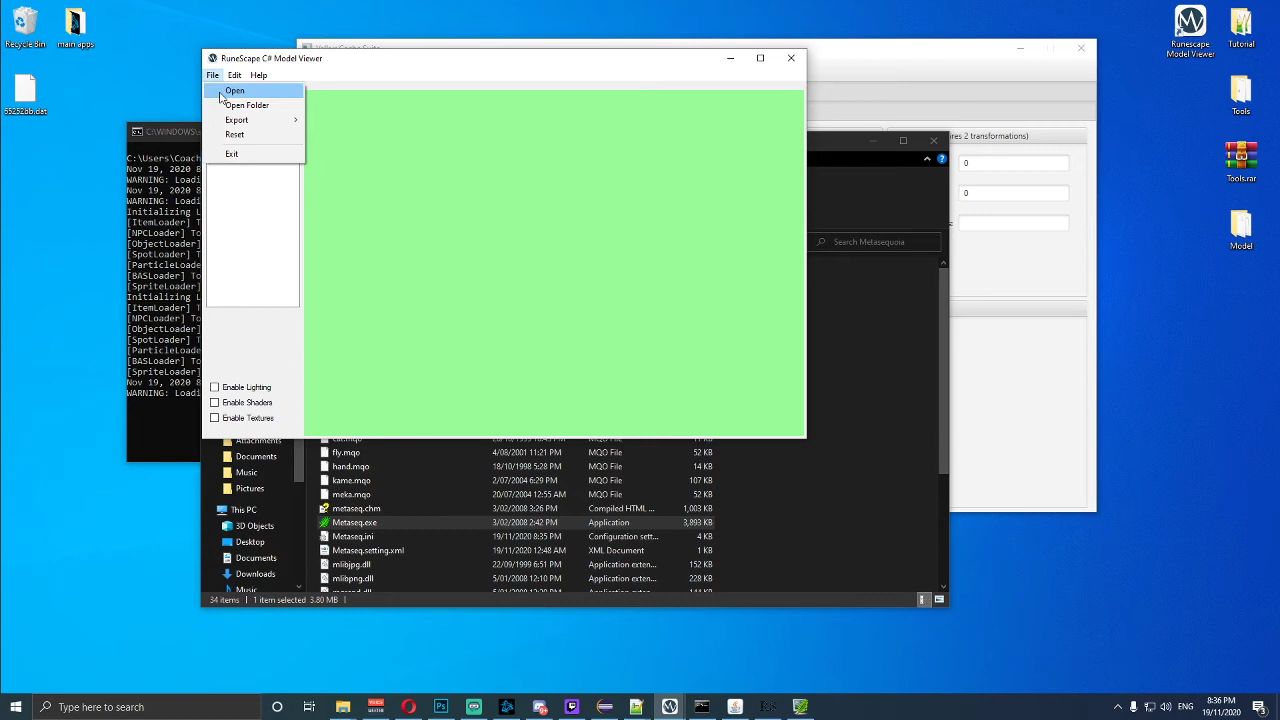 Recycle Bin
main apps
55252bb.dat
Runescape
Model Viewer
Tutorial
Tools
Tools.rar
Model
RuneScape C# Model Viewer
File Edit Help
Open
Open Folder
Export
Reset
Exit
Enable Lighting
Enable Shaders
Enable Textures
C:\WINDOWS\s
C:\Users\Coach
Nov 19, 2020 8
WARNING: Loadi
Nov 19, 2020 8
WARNING: Loadi
Initializing L
[ItemLoader] T
[NPCLoader] To
[ObjectLoader]
[SpotLoader] T
[ParticleLoade
[BASLoader] To
[SpriteLoader]
Initializing L
[ItemLoader] T
[NPCLoader] To
[ObjectLoader]
[SpotLoader] T
[ParticleLoade
[BASLoader] To
[SpriteLoader]
Nov 19, 2020 8
WARNING: Loadi
ires 2 transformations)
0
0
Search Metasequoia
Attachments
Documents
Music
Pictures
This PC
3D Objects
Desktop
Documents
Downloads
Music
fly.mqo 4/08/2001 11:21 PM MQO File 52 KB
hand.mqo 18/10/1998 5:28 PM MQO File 14 KB
kame.mqo 2/07/2004 6:29 PM MQO File 107 KB
meka.mqo 20/07/2004 12:55 AM MQO File 52 KB
metaseq.chm 3/02/2008 3:26 PM Compiled HTML ... 1,003 KB
Metaseq.exe 3/02/2008 2:42 PM Application 3,893 KB
Metaseq.ini 19/11/2020 8:35 PM Configuration sett... 4 KB
Metaseq.setting.xml 19/11/2020 12:48 AM XML Document 1 KB
mlibjpg.dll 22/09/1999 6:51 PM Application exten... 152 KB
mlibpng.dll 5/01/2008 12:10 PM Application exten... 228 KB
34 items 1 item selected 3.80 MB
Type here to search
ENG
8:36 PM
19/11/2020